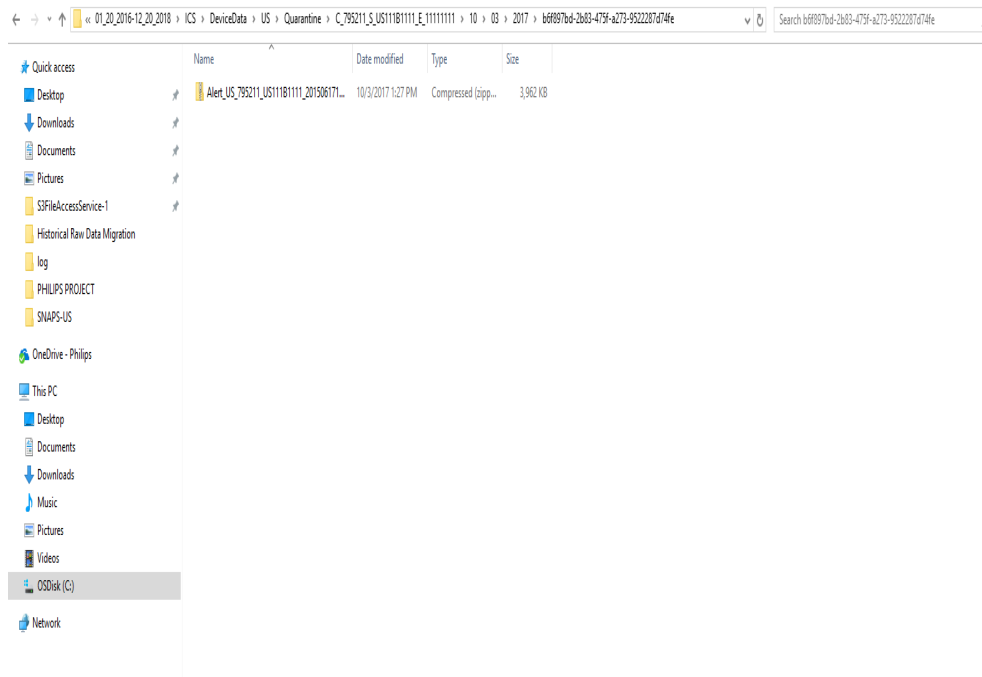 « 01_20_2016-12_20_2018 › ICS › DeviceData › US › Quarantine › C_795211_S_US111B1111_E_11111111 › 10 › 03 › 2017 › b6f897bd-2b83-475f-a273-9522287d74fe
Search b6f897bd-2b83-475f-a273-9522287d74fe
Name Date modified Type Size
Alert_US_795211_US111B1111_201506171... 10/3/2017 1:27 PM Compressed (zipp... 3,962 KB
Quick access
Desktop
Downloads
Documents
Pictures
S3FileAccessService-1
Historical Raw Data Migration
log
PHILIPS PROJECT
SNAPS-US
OneDrive - Philips
This PC
Desktop
Documents
Downloads
Music
Pictures
Videos
OSDisk (C:)
Network